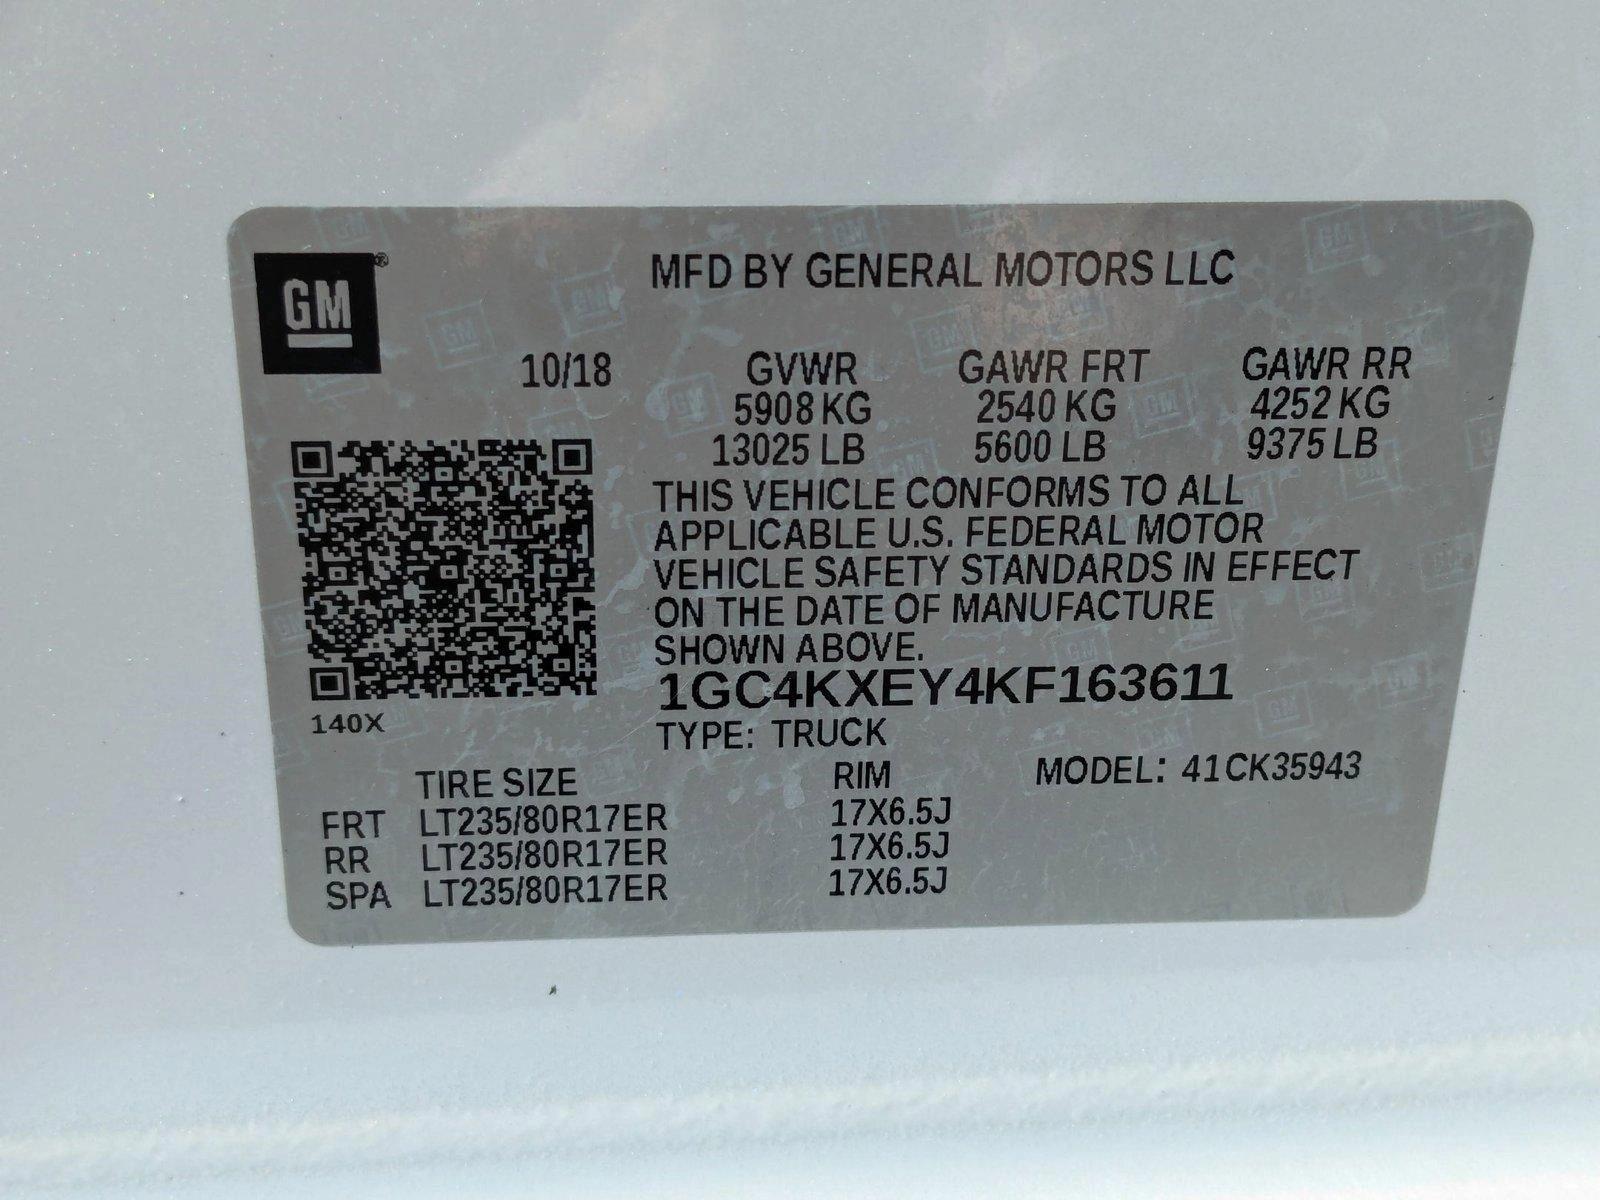 GM®
MFD BY GENERAL MOTORS LLC
10/18 GVWR GAWR FRT GAWR RR
5908 KG 2540 KG 4252 KG
13025 LB 5600 LB 9375 LB
THIS VEHICLE CONFORMS TO ALL
APPLICABLE U.S. FEDERAL MOTOR
VEHICLE SAFETY STANDARDS IN EFFECT
ON THE DATE OF MANUFACTURE
SHOWN ABOVE.
1GC4KXEY4KF163611
140X
TYPE: TRUCK
TIRE SIZE RIM MODEL: 41CK35943
FRT LT235/80R17ER 17X6.5J
RR LT235/80R17ER 17X6.5J
SPA LT235/80R17ER 17X6.5J